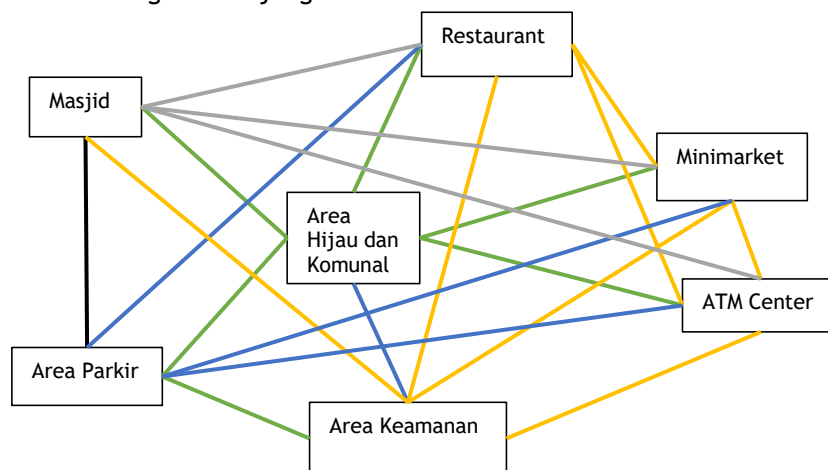 Restaurant
Masjid
Minimarket
Area
Hijau dan
Komunal
ATM Center
Area Parkir
Area Keamanan